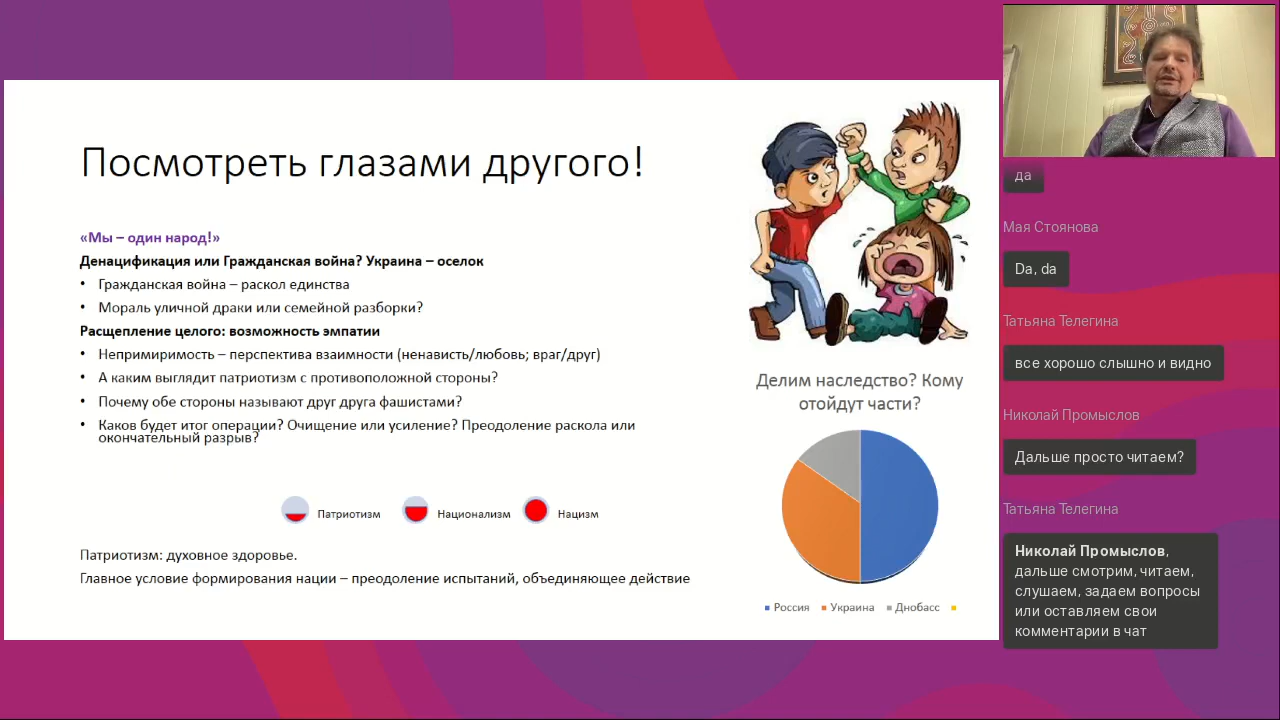 Посмотреть глазами другого!
«Мы – один народ!»
Денацификация или Гражданская война? Украина – оселок
• Гражданская война – раскол единства
• Мораль уличной драки или семейной разборки?
Расщепление целого: возможность эмпатии
• Непримиримость – перспектива взаимности (ненависть/любовь; враг/друг)
• А каким выглядит патриотизм с противоположной стороны?
• Почему обе стороны называют друг друга фашистами?
• Каков будет итог операции? Очищение или усиление? Преодоление раскола или
окончательный разрыв?
Патриотизм
Национализм
Нацизм
Патриотизм: духовное здоровье.
Главное условие формирования нации – преодоление испытаний, объединяющее действие
Делим наследство? Кому
отойдут части?
Россия
Украина
Днобасс
да
Мая Стоянова
Da, da
Татьяна Телегина
все хорошо слышно и видно
Николай Промыслов
Дальше просто читаем?
Татьяна Телегина
Николай Промыслов,
дальше смотрим, читаем,
слушаем, задаем вопросы
или оставляем свои
комментарии в чат